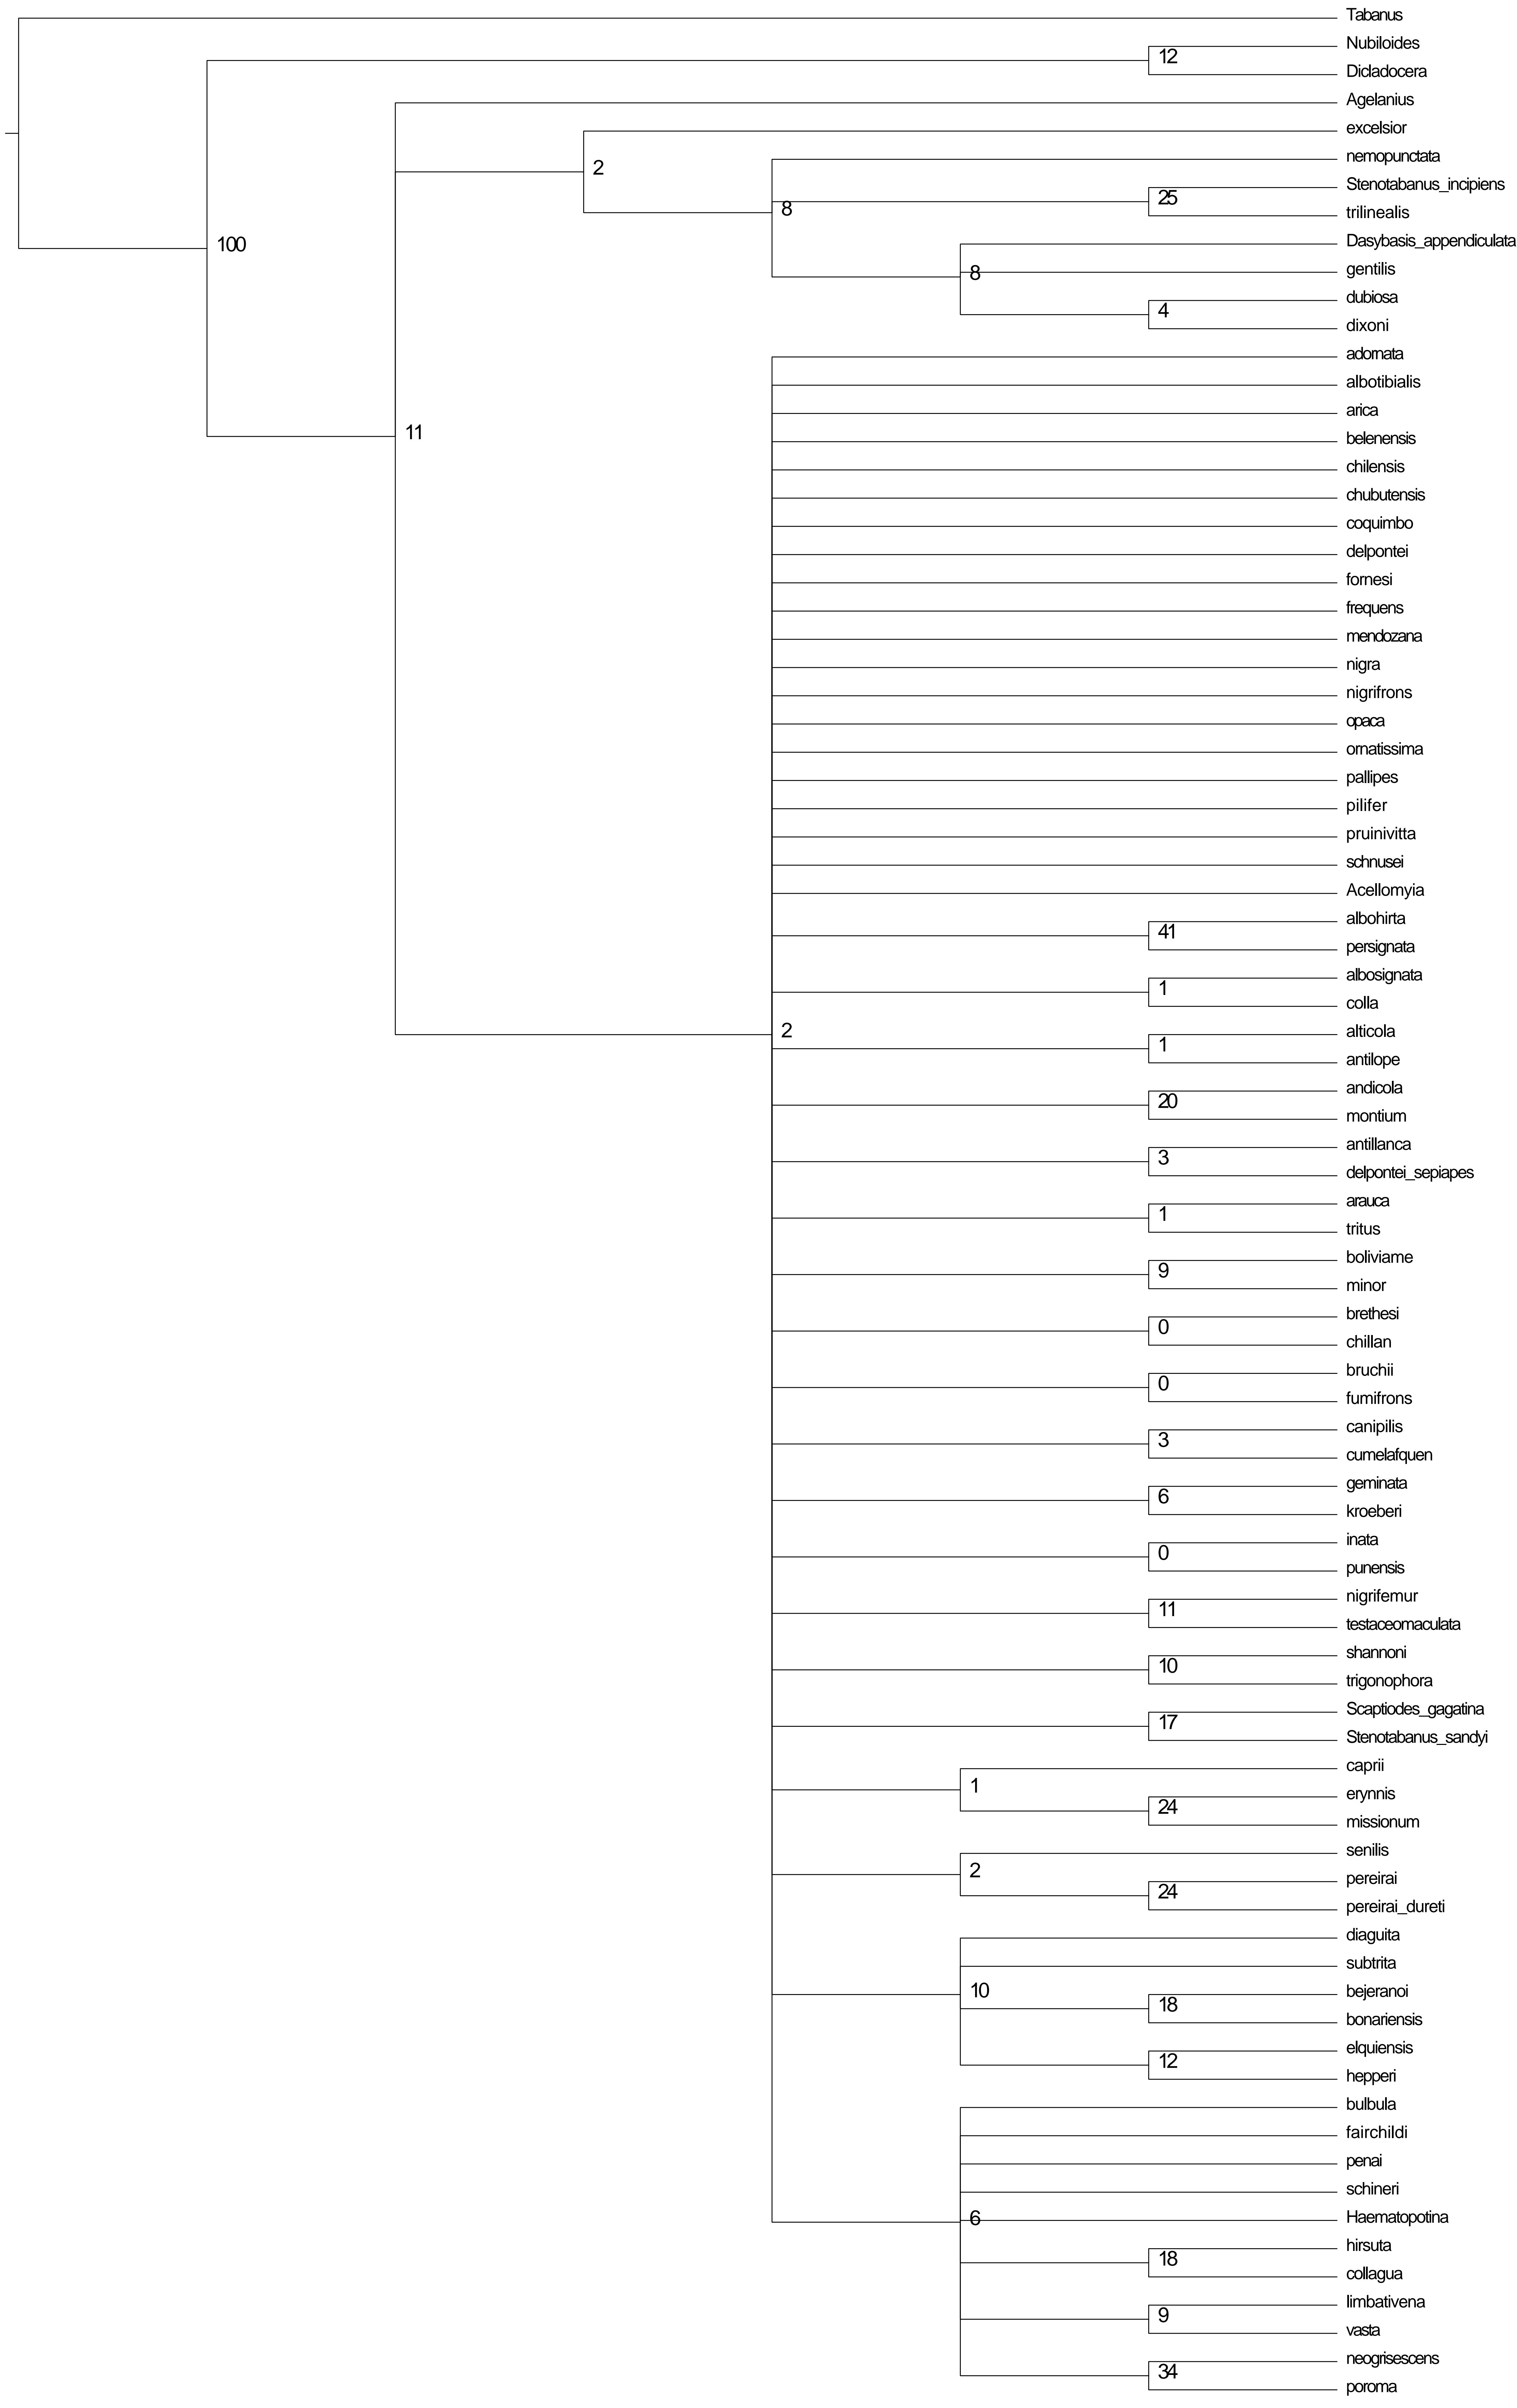 Tabanus
Nubiloides
12
Dicladocera
Agelanius
excelsior
nemopunctata
2
Stenotabanus_incipiens
25
8
trilinealis
Dasybasis_appendiculata
100
gentilis
8
dubiosa
4
dixoni
adornata
albotibialis
arica
11
belenensis
chilensis
chubutensis
coquimbo
delpontei
fornesi
frequens
mendozana
nigra
nigrifrons
opaca
ornatissima
pallipes
pilifer
pruinivitta
schnusei
Acellomyia
albohirta
41
persignata
albosignata
1
colla
2
alticola
1
antilope
andicola
20
montium
antillanca
3
delpontei_sepiapes
arauca
1
tritus
boliviame
9
minor
brethesi
0
chillan
bruchii
0
fumifrons
canipilis
3
cumelafquen
geminata
6
kroeberi
inata
0
punensis
nigrifemur
11
testaceomaculata
shannoni
10
trigonophora
Scaptiodes_gagatina
17
Stenotabanus_sandyi
caprii
1
erynnis
24
missionum
senilis
2
pereirai
24
pereirai_dureti
diaguita
subtrita
10
bejeranoi
18
bonariensis
elquiensis
12
hepperi
bulbula
fairchildi
penai
schineri
6
Haematopotina
hirsuta
18
collagua
limbativena
9
vasta
neogrisescens
34
poroma